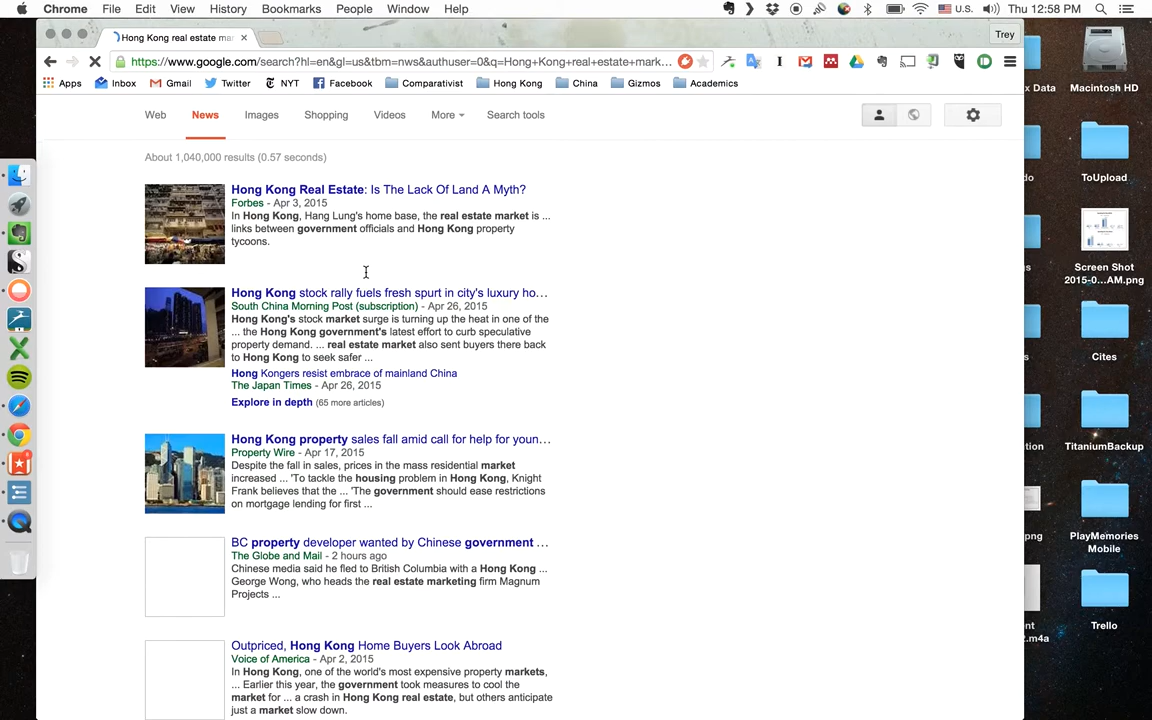 Chrome File Edit View History Bookmarks People Window Help U.S. Thu 12:58 PM
Hong Kong real estate mar Trey
https://www.google.com/search?hl=en&gl=us&tbm=nws&authuser=0&q=Hong+Kong+real+estate+mark...
Apps Inbox Gmail Twitter NYT Facebook Comparativist Hong Kong China Gizmos Academics
Web News Images Shopping Videos More Search tools
About 1,040,000 results (0.57 seconds)
Hong Kong Real Estate: Is The Lack Of Land A Myth?
Forbes - Apr 3, 2015
In Hong Kong, Hang Lung's home base, the real estate market is ...
links between government officials and Hong Kong property
tycoons.
Hong Kong stock rally fuels fresh spurt in city's luxury ho...
South China Morning Post (subscription) - Apr 26, 2015
Hong Kong's stock market surge is turning up the heat in one of the
... the Hong Kong government's latest effort to curb speculative
property demand. ... real estate market also sent buyers there back
to Hong Kong to seek safer ...
Hong Kongers resist embrace of mainland China
The Japan Times - Apr 26, 2015
Explore in depth (65 more articles)
Hong Kong property sales fall amid call for help for youn...
Property Wire - Apr 17, 2015
Despite the fall in sales, prices in the mass residential market
increased ... 'To tackle the housing problem in Hong Kong, Knight
Frank believes that the ... 'The government should ease restrictions
on mortgage lending for first ...
BC property developer wanted by Chinese government ...
The Globe and Mail - 2 hours ago
Chinese media said he fled to British Columbia with a Hong Kong ...
George Wong, who heads the real estate marketing firm Magnum
Projects ...
Outpriced, Hong Kong Home Buyers Look Abroad
Voice of America - Apr 2, 2015
In Hong Kong, one of the world's most expensive property markets,
... Earlier this year, the government took measures to cool the
market for ... a crash in Hong Kong real estate, but others anticipate
just a market slow down.
x Data
Macintosh HD
do
ToUpload
gs
Screen Shot
2015-0...AM.png
s
Cites
tion
TitaniumBackup
png
PlayMemories
Mobile
nt
2.m4a
Trello